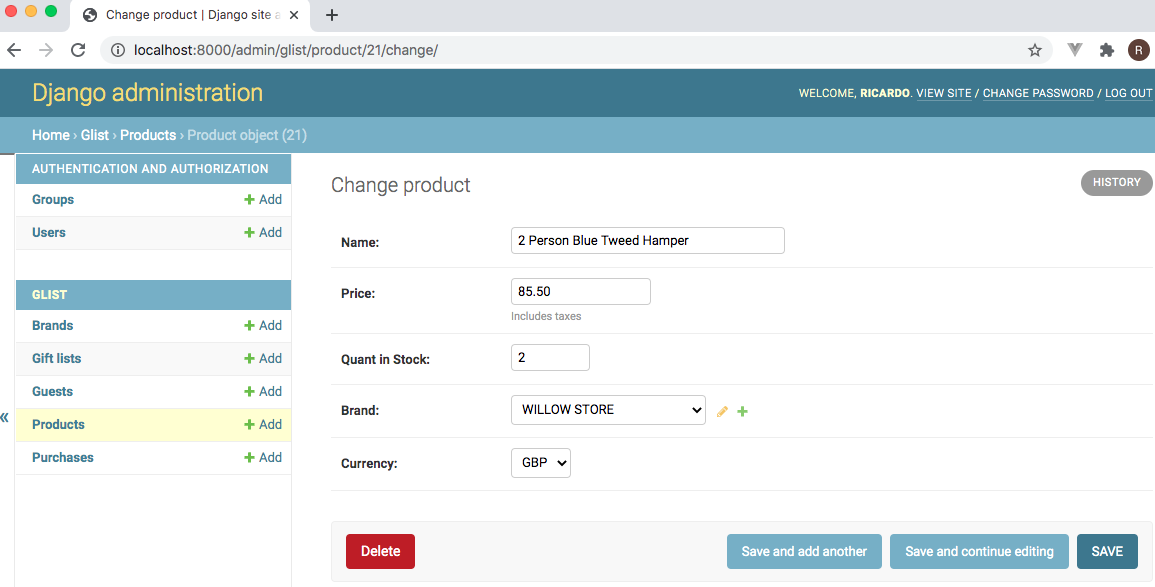 Change product | Django site a
localhost:8000/admin/glist/product/21/change/
R
Django administration
WELCOME, RICARDO. VIEW SITE / CHANGE PASSWORD / LOG OUT
Home › Glist › Products › Product object (21)
«
AUTHENTICATION AND AUTHORIZATION
Groups + Add
Users + Add
GLIST
Brands + Add
Gift lists + Add
Guests + Add
Products + Add
Purchases + Add
Change product
HISTORY
Name: 2 Person Blue Tweed Hamper
Price: 85.50
Includes taxes
Quant in Stock: 2
Brand: WILLOW STORE
Currency: GBP
Delete Save and add another Save and continue editing SAVE